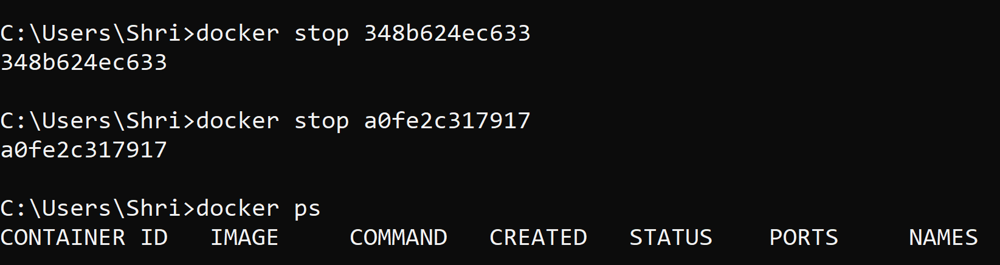 C:\Users\Shri>docker stop 348b624ec633
348b624ec633
C:\Users\Shri>docker stop a0fe2c317917
a0fe2c317917
C:\Users\Shri>docker ps
CONTAINER ID   IMAGE     COMMAND   CREATED   STATUS    PORTS     NAMES